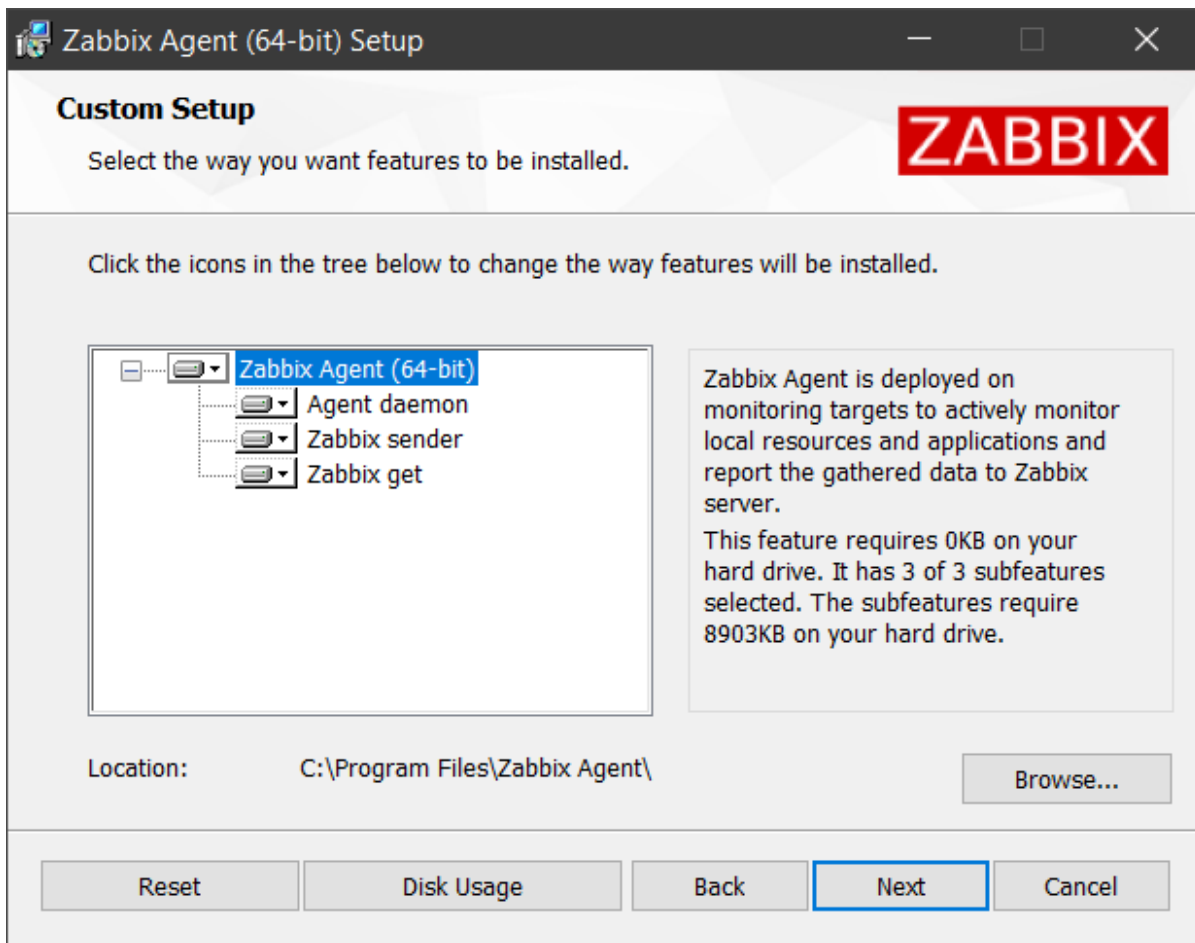 Zabbix Agent (64-bit) Setup
Custom Setup
Select the way you want features to be installed.
ZABBIX
Click the icons in the tree below to change the way features will be installed.
Zabbix Agent (64-bit)
Agent daemon
Zabbix sender
Zabbix get
Zabbix Agent is deployed on
monitoring targets to actively monitor
local resources and applications and
report the gathered data to Zabbix
server.
This feature requires 0KB on your
hard drive. It has 3 of 3 subfeatures
selected. The subfeatures require
8903KB on your hard drive.
Location: C:\Program Files\Zabbix Agent\
Browse...
Reset Disk Usage Back Next Cancel